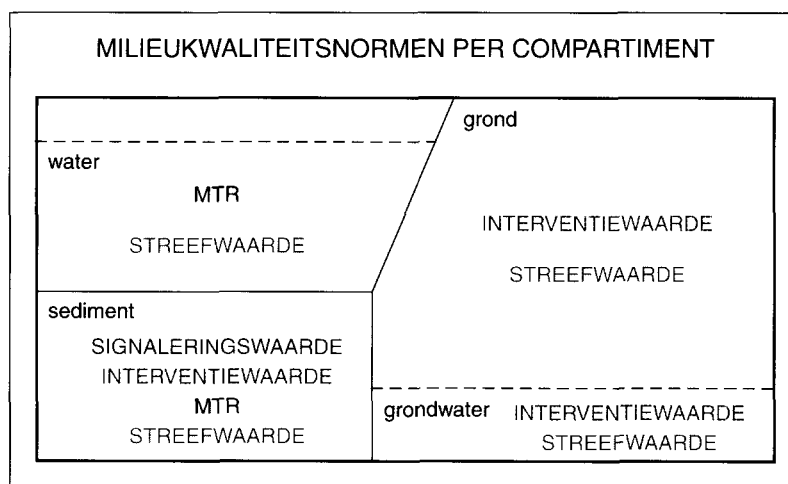 MILIEUKWALITEITSNORMEN PER COMPARTIMENT
water
MTR
STREEFWAARDE
grond
INTERVENTIEWAARDE
STREEFWAARDE
sediment
SIGNALERINGSWAARDE
INTERVENTIEWAARDE
MTR
STREEFWAARDE
grondwater INTERVENTIEWAARDE
STREEFWAARDE